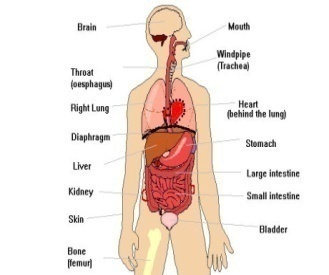 Brain
Mouth
Windpipe
(Trachea)
Throat
(oesphagus)
Right Lung
Heart
(behind the lung)
Diaphragm
Stomach
Liver
Large intestine
Kidney
Small intestine
Skin
Bladder
Bone
(femur)